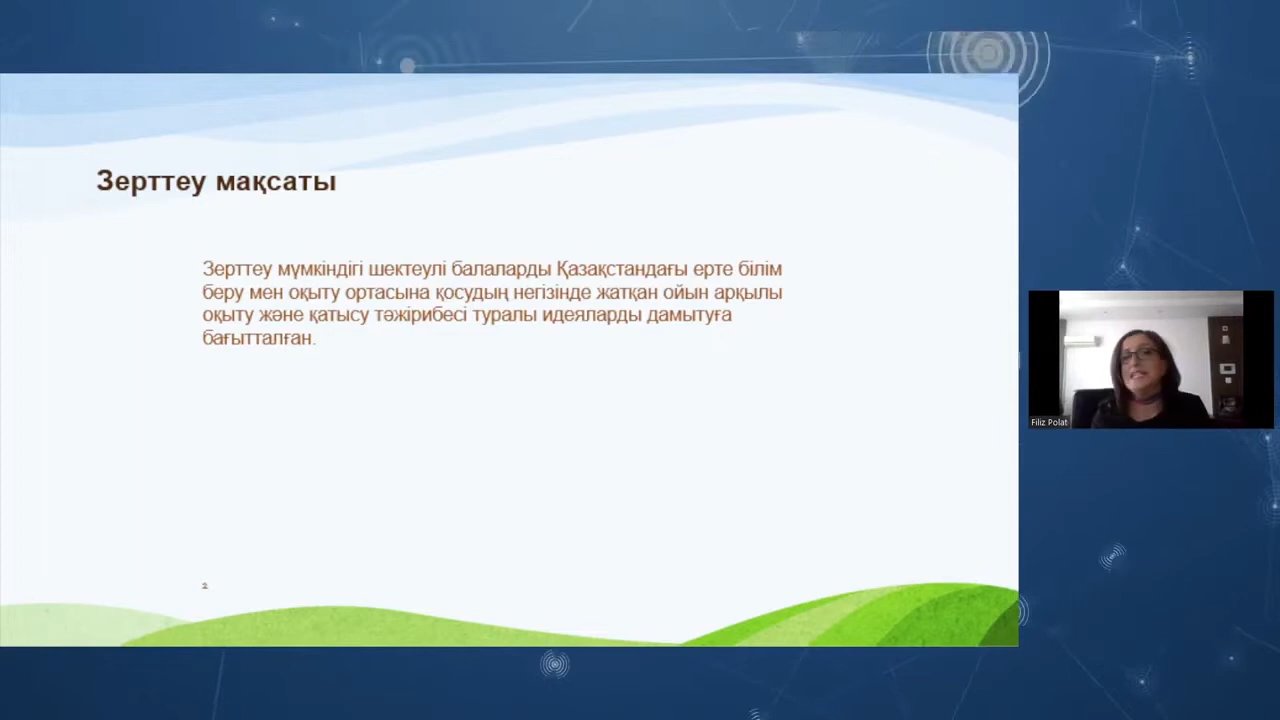 Зерттеу мақсаты
Зерттеу мүмкіндігі шектеулі балаларды Қазақстандағы ерте білім
беру мен оқыту ортасына қосудың негізінде жатқан ойын арқылы
оқыту және қатысу тәжірибесі туралы идеяларды дамытуға
бағытталған.
2
Filiz Polat